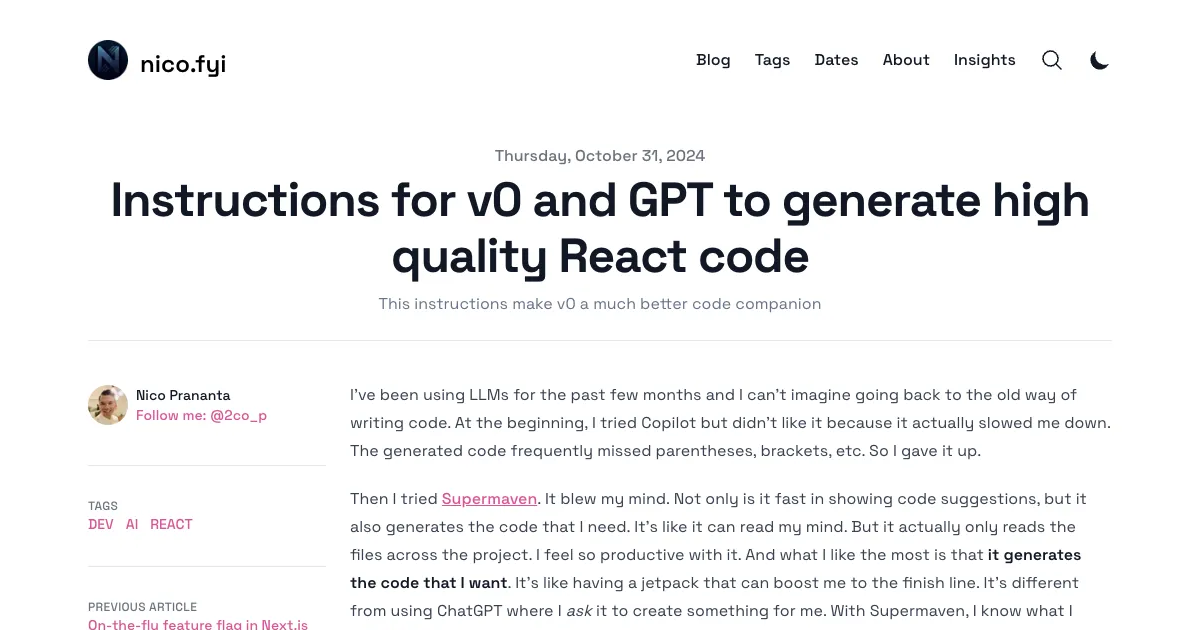 nico.fyi
Blog
Tags
Dates
About
Insights
Thursday, October 31, 2024
Instructions for v0 and GPT to generate high
quality React code
This instructions make v0 a much better code companion
Nico Prananta
Follow me: @2co_p
TAGS
DEV AI REACT
PREVIOUS ARTICLE
On-the-fly feature flag in Next.js
I've been using LLMs for the past few months and I can't imagine going back to the old way of
writing code. At the beginning, I tried Copilot but didn't like it because it actually slowed me down.
The generated code frequently missed parentheses, brackets, etc. So I gave it up.
Then I tried Supermaven. It blew my mind. Not only is it fast in showing code suggestions, but it
also generates the code that I need. It's like it can read my mind. But it actually only reads the
files across the project. I feel so productive with it. And what I like the most is that it generates
the code that I want. It's like having a jetpack that can boost me to the finish line. It's different
from using ChatGPT where I ask it to create something for me. With Supermaven, I know what I